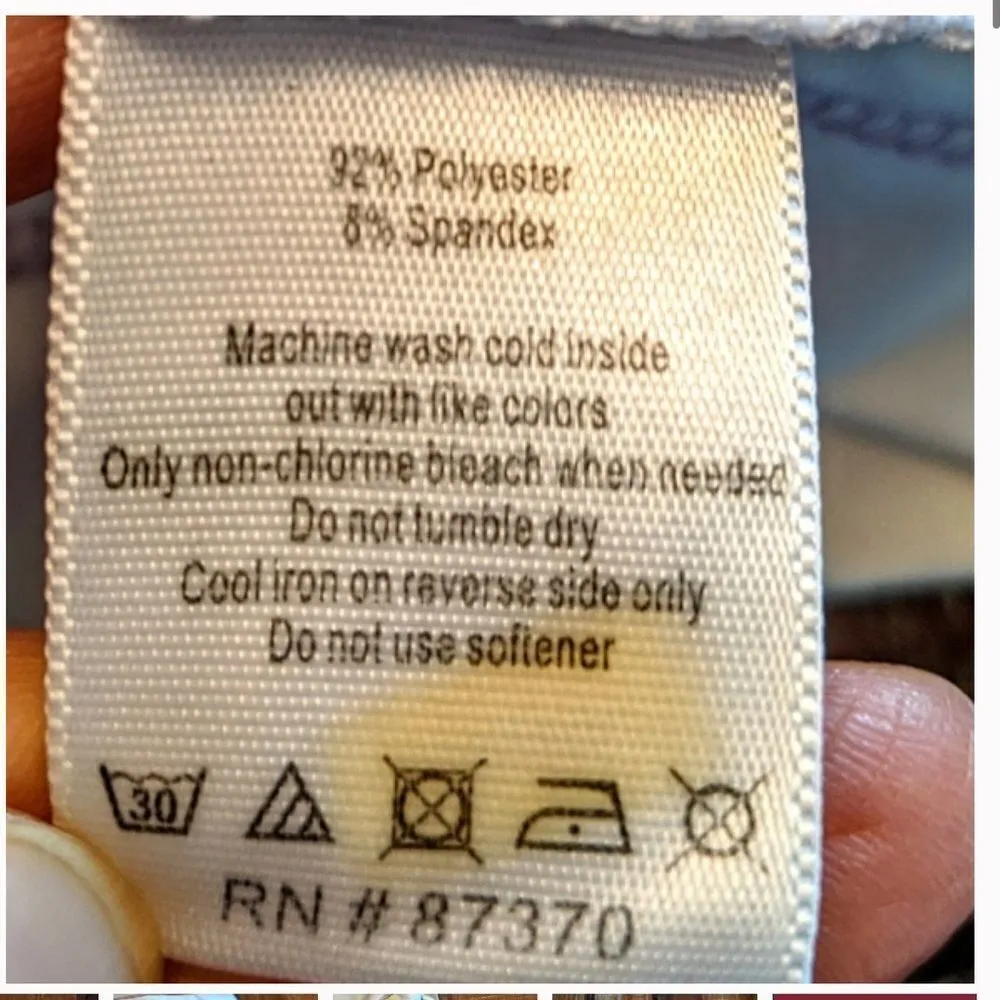 92% Polyester
8% Spandex
Machine wash cold inside
out with like colors
Only non-chlorine bleach when needed
Do not tumble dry
Cool iron on reverse side only
Do not use softener
30
RN # 87370